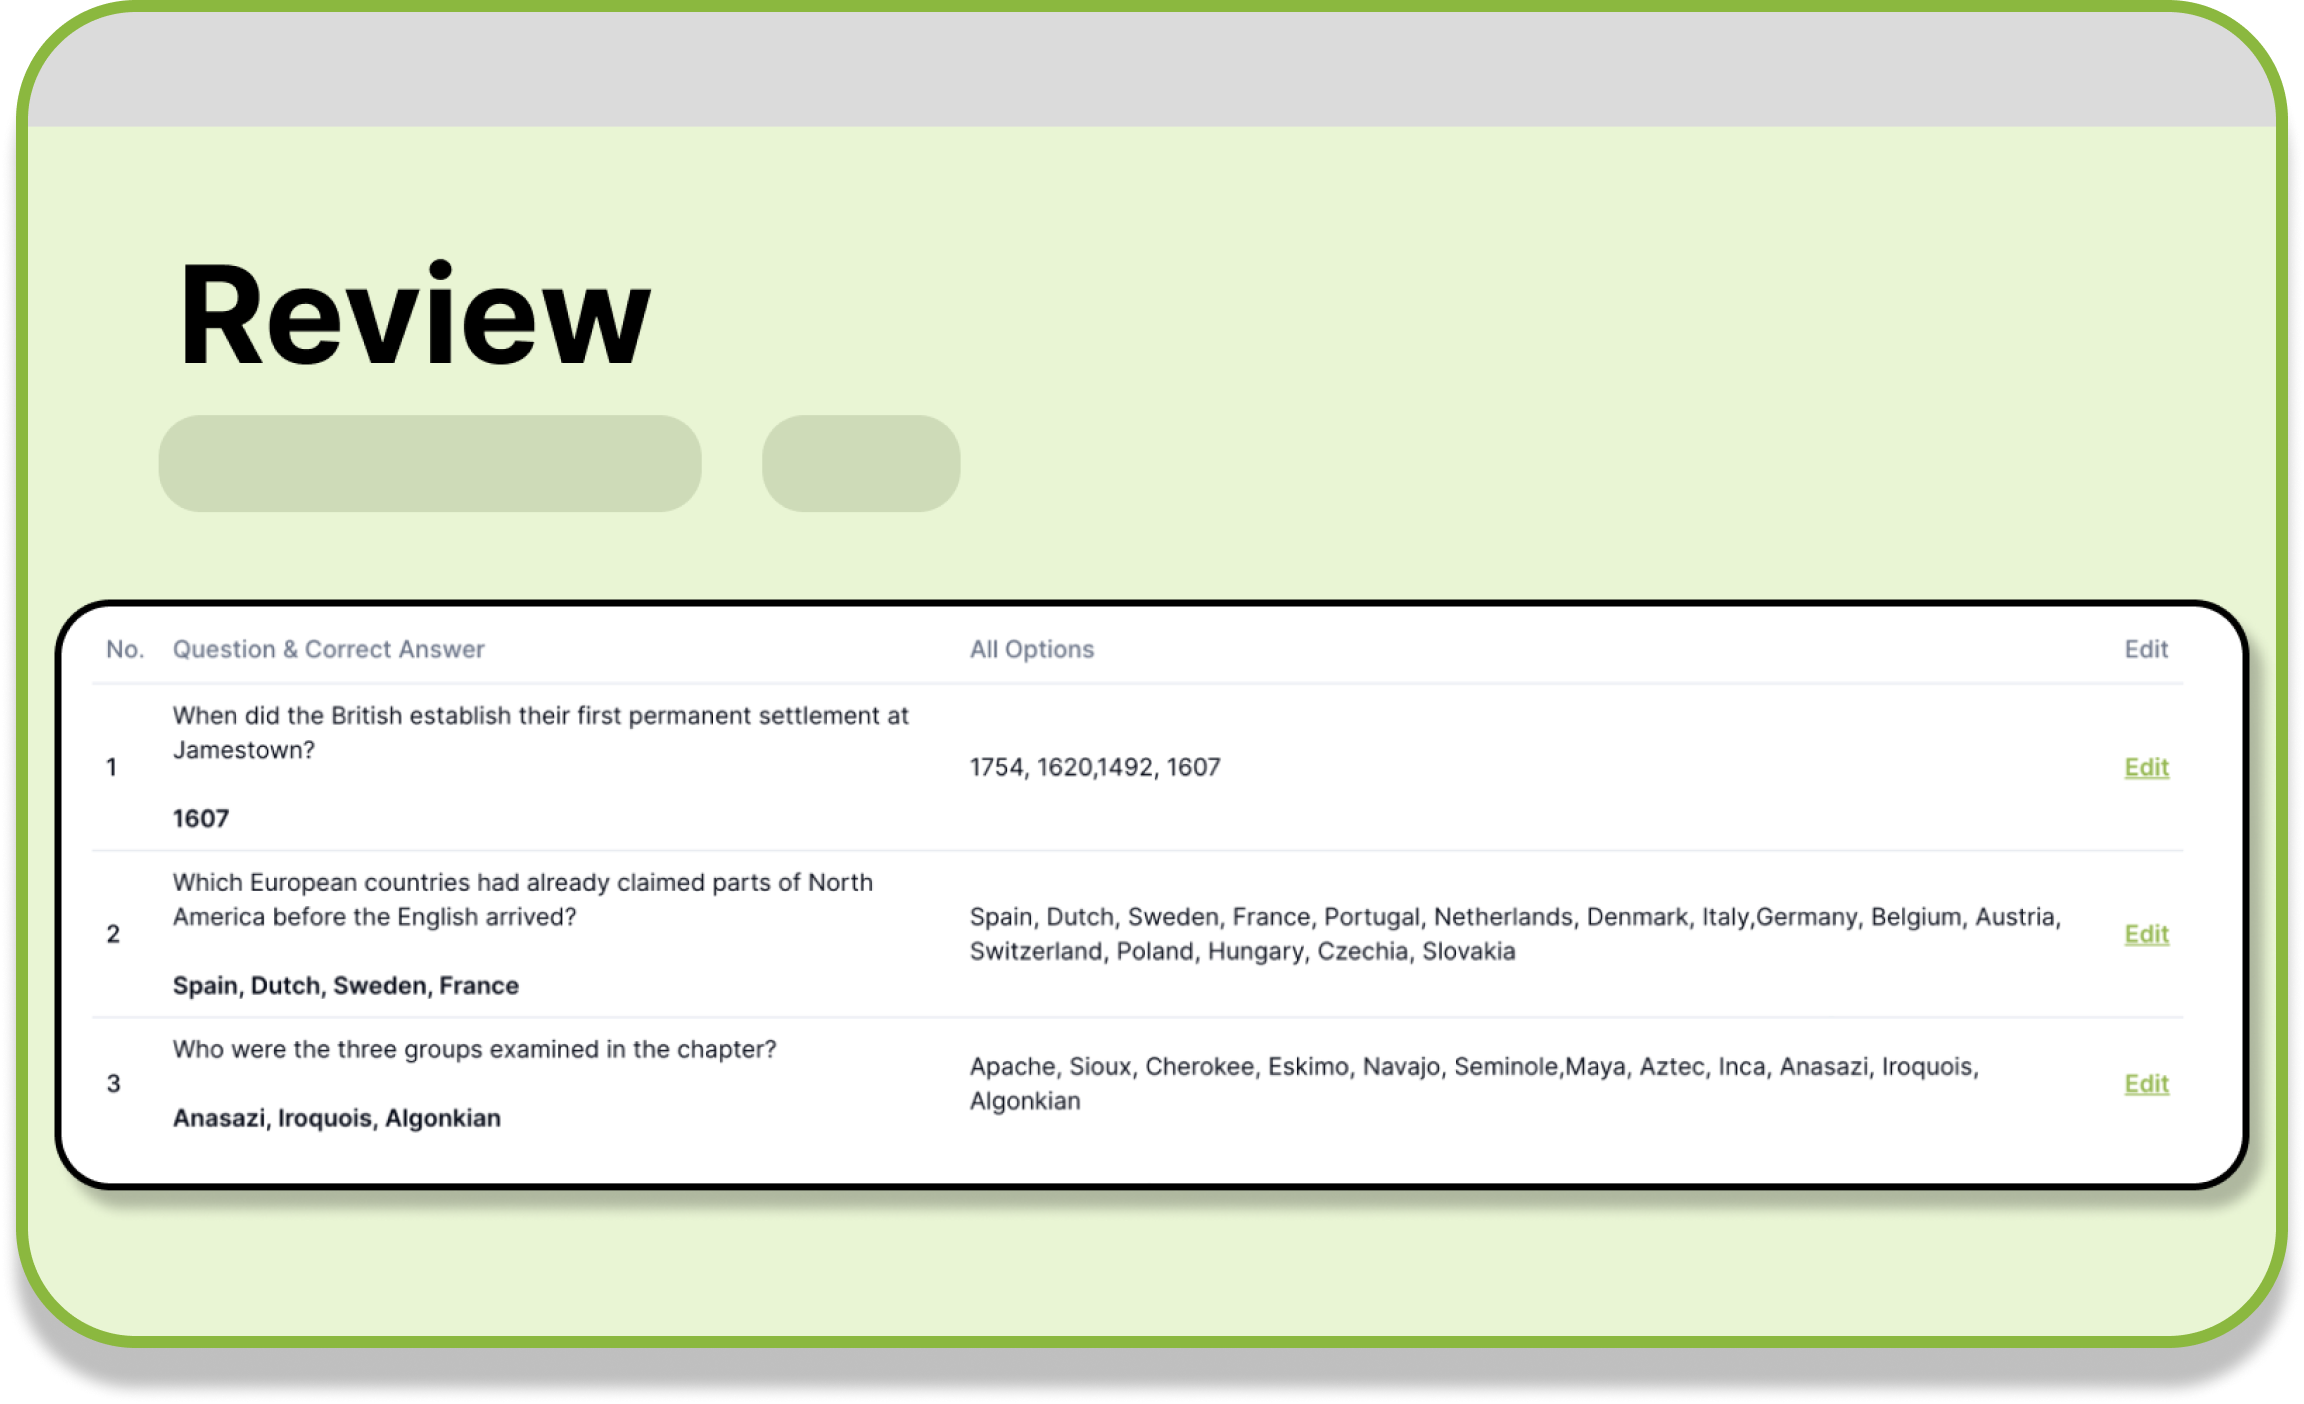 Review
No. Question & Correct Answer All Options Edit
When did the British establish their first permanent settlement at
Jamestown?
1 1754, 1620,1492, 1607 Edit
1607
Which European countries had already claimed parts of North
America before the English arrived? Spain, Dutch, Sweden, France, Portugal, Netherlands, Denmark, Italy,Germany, Belgium, Austria,
2 Edit
Switzerland, Poland, Hungary, Czechia, Slovakia
Spain, Dutch, Sweden, France
Who were the three groups examined in the chapter?
Apache, Sioux, Cherokee, Eskimo, Navajo, Seminole,Maya, Aztec, Inca, Anasazi, Iroquois,
3 Edit
Algonkian
Anasazi, Iroquois, Algonkian